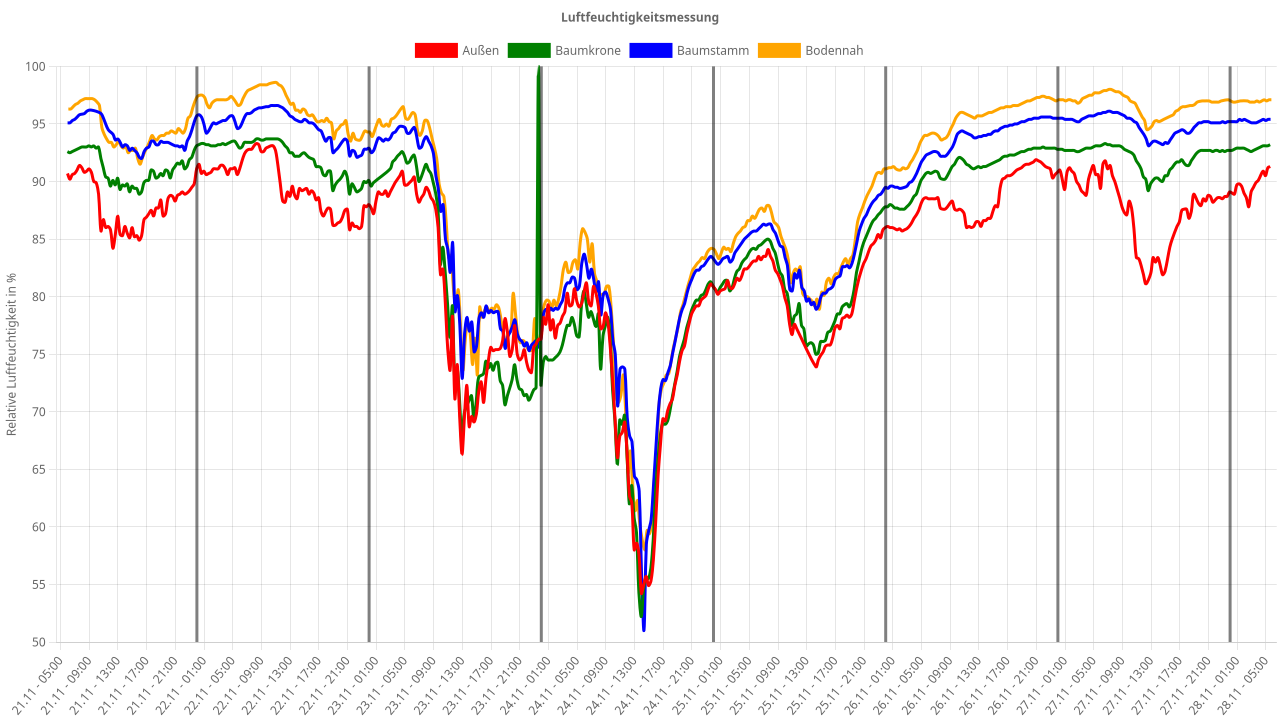 Luftfeuchtigkeitsmessung
Außen Baumkrone Baumstamm Bodennah
Relative Luftfeuchtigkeit in %
100
95
90
85
80
75
70
65
60
55
50
21.11 - 05:00
21.11 - 09:00
21.11 - 13:00
21.11 - 17:00
21.11 - 21:00
22.11 - 01:00
22.11 - 05:00
22.11 - 09:00
22.11 - 13:00
22.11 - 17:00
22.11 - 21:00
23.11 - 01:00
23.11 - 05:00
23.11 - 09:00
23.11 - 13:00
23.11 - 17:00
23.11 - 21:00
24.11 - 01:00
24.11 - 05:00
24.11 - 09:00
24.11 - 13:00
24.11 - 17:00
24.11 - 21:00
25.11 - 01:00
25.11 - 05:00
25.11 - 09:00
25.11 - 13:00
25.11 - 17:00
25.11 - 21:00
26.11 - 01:00
26.11 - 05:00
26.11 - 09:00
26.11 - 13:00
26.11 - 17:00
26.11 - 21:00
27.11 - 01:00
27.11 - 05:00
27.11 - 09:00
27.11 - 13:00
27.11 - 17:00
27.11 - 21:00
28.11 - 01:00
28.11 - 05:00